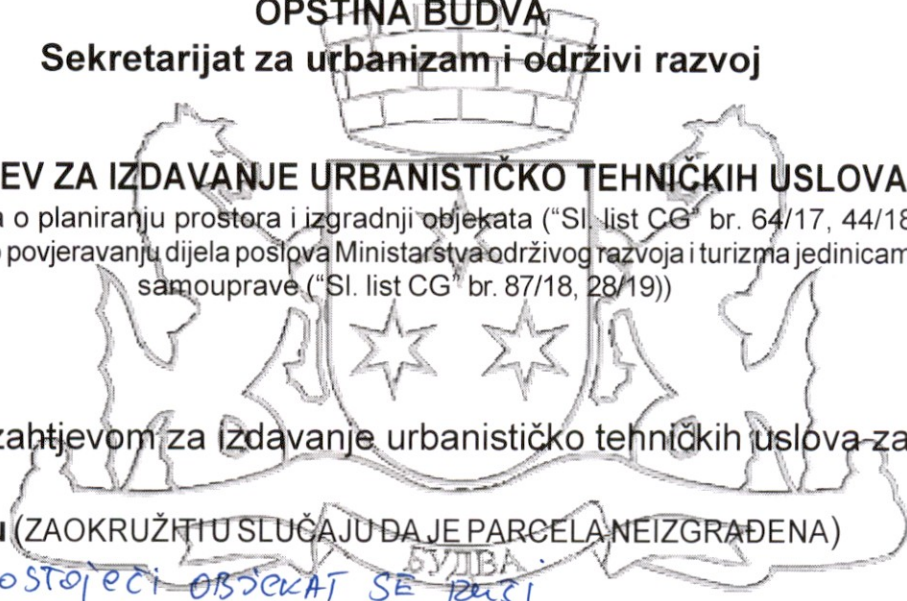 OPŠTINA BUDVA
Sekretarijat za urbanizam i održivi razvoj
EV ZA IZDAVANJE URBANISTIČKO TEHNIČKIH USLOVA
a o planiranju prostora i izgradnji objekata (“Sl. list CG” br. 64/17, 44/18
povjeravanju dijela poslova Ministarstva održivog razvoja i turizma jedinicam
samouprave (“Sl. list CG” br. 87/18, 28/19))
zahtjevom za izdavanje urbanističko tehničkih uslova za
u (ZAOKRUŽITI U SLUČAJU DA JE PARCELA NEIZGRAĐENA)
БУДВА
ostojeći OBJEKAT SE ruši